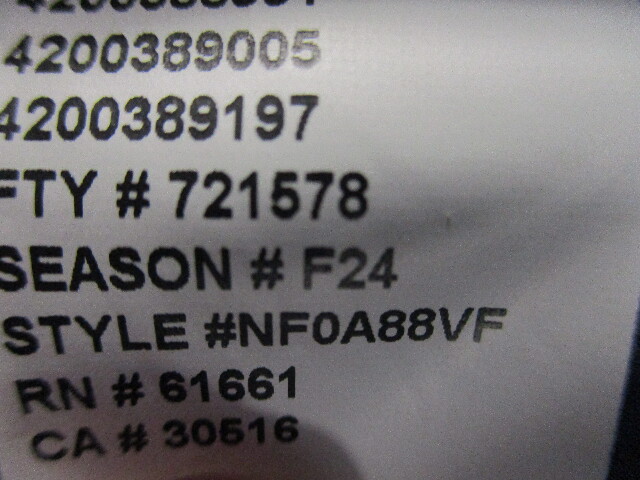 4200389005
4200389197
FTY # 721578
SEASON # F24
STYLE #NF0A88VF
RN # 61661
CA # 30516